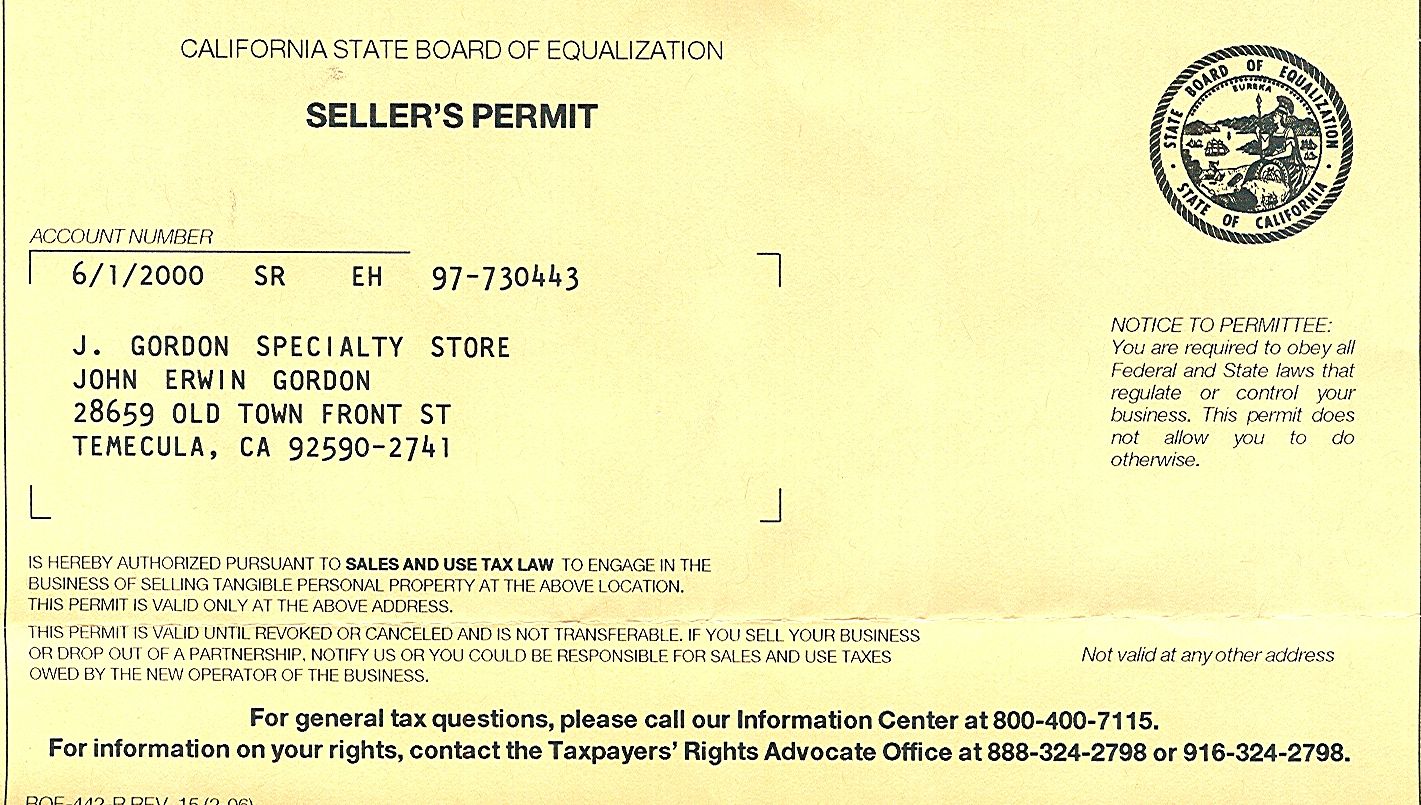 CALIFORNIA STATE BOARD OF EQUALIZATION
SELLER'S PERMIT
STATE BOARD OF EQUALIZATION
EUREKA
STATE OF CALIFORNIA
ACCOUNT NUMBER
6/1/2000 SR EH 97-730443
J. GORDON SPECIALTY STORE
JOHN ERWIN GORDON
28659 OLD TOWN FRONT ST
TEMECULA, CA 92590-2741
NOTICE TO PERMITTEE:
You are required to obey all
Federal and State laws that
regulate or control your
business. This permit does
not allow you to do
otherwise.
IS HEREBY AUTHORIZED PURSUANT TO SALES AND USE TAX LAW TO ENGAGE IN THE
BUSINESS OF SELLING TANGIBLE PERSONAL PROPERTY AT THE ABOVE LOCATION.
THIS PERMIT IS VALID ONLY AT THE ABOVE ADDRESS.
THIS PERMIT IS VALID UNTIL REVOKED OR CANCELED AND IS NOT TRANSFERABLE. IF YOU SELL YOUR BUSINESS
OR DROP OUT OF A PARTNERSHIP, NOTIFY US OR YOU COULD BE RESPONSIBLE FOR SALES AND USE TAXES
OWED BY THE NEW OPERATOR OF THE BUSINESS.
Not valid at any other address
For general tax questions, please call our Information Center at 800-400-7115.
For information on your rights, contact the Taxpayers' Rights Advocate Office at 888-324-2798 or 916-324-2798.
BOE-442-R REV. 15 (2-06)